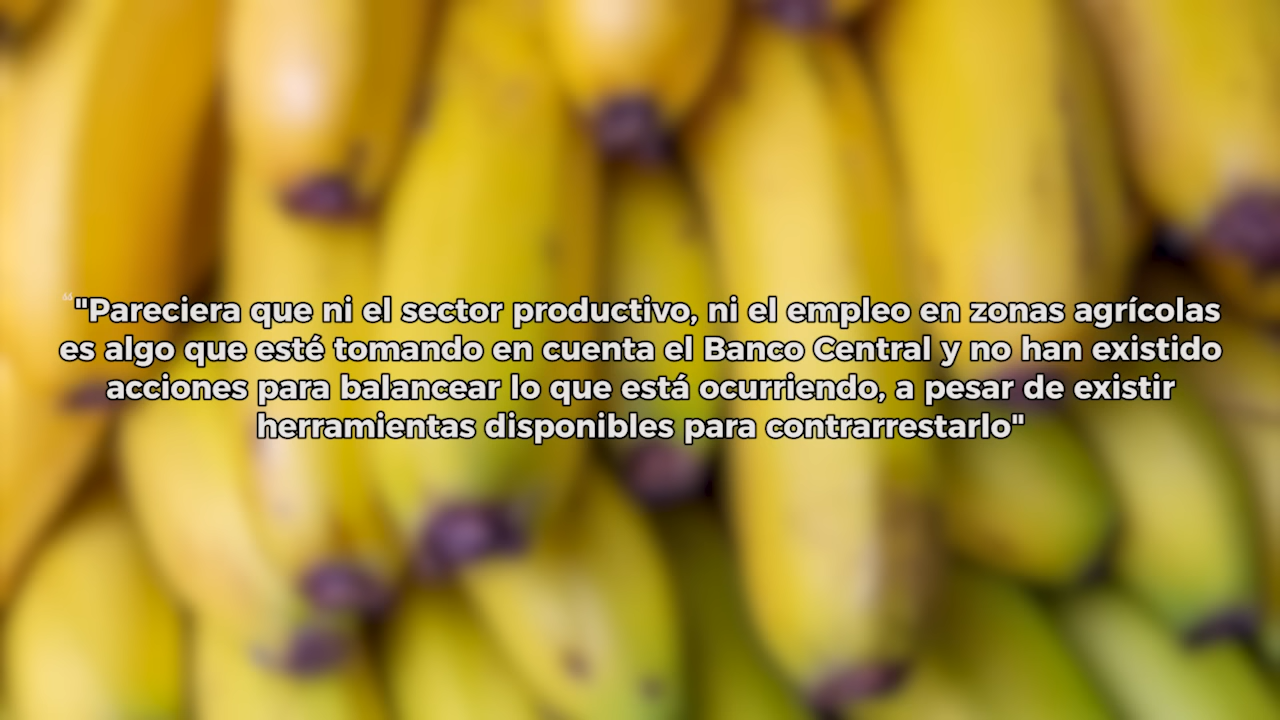 “"Pareciera que ni el sector productivo, ni el empleo en zonas agrícolas
es algo que esté tomando en cuenta el Banco Central y no han existido
acciones para balancear lo que está ocurriendo, a pesar de existir
herramientas disponibles para contrarrestarlo"